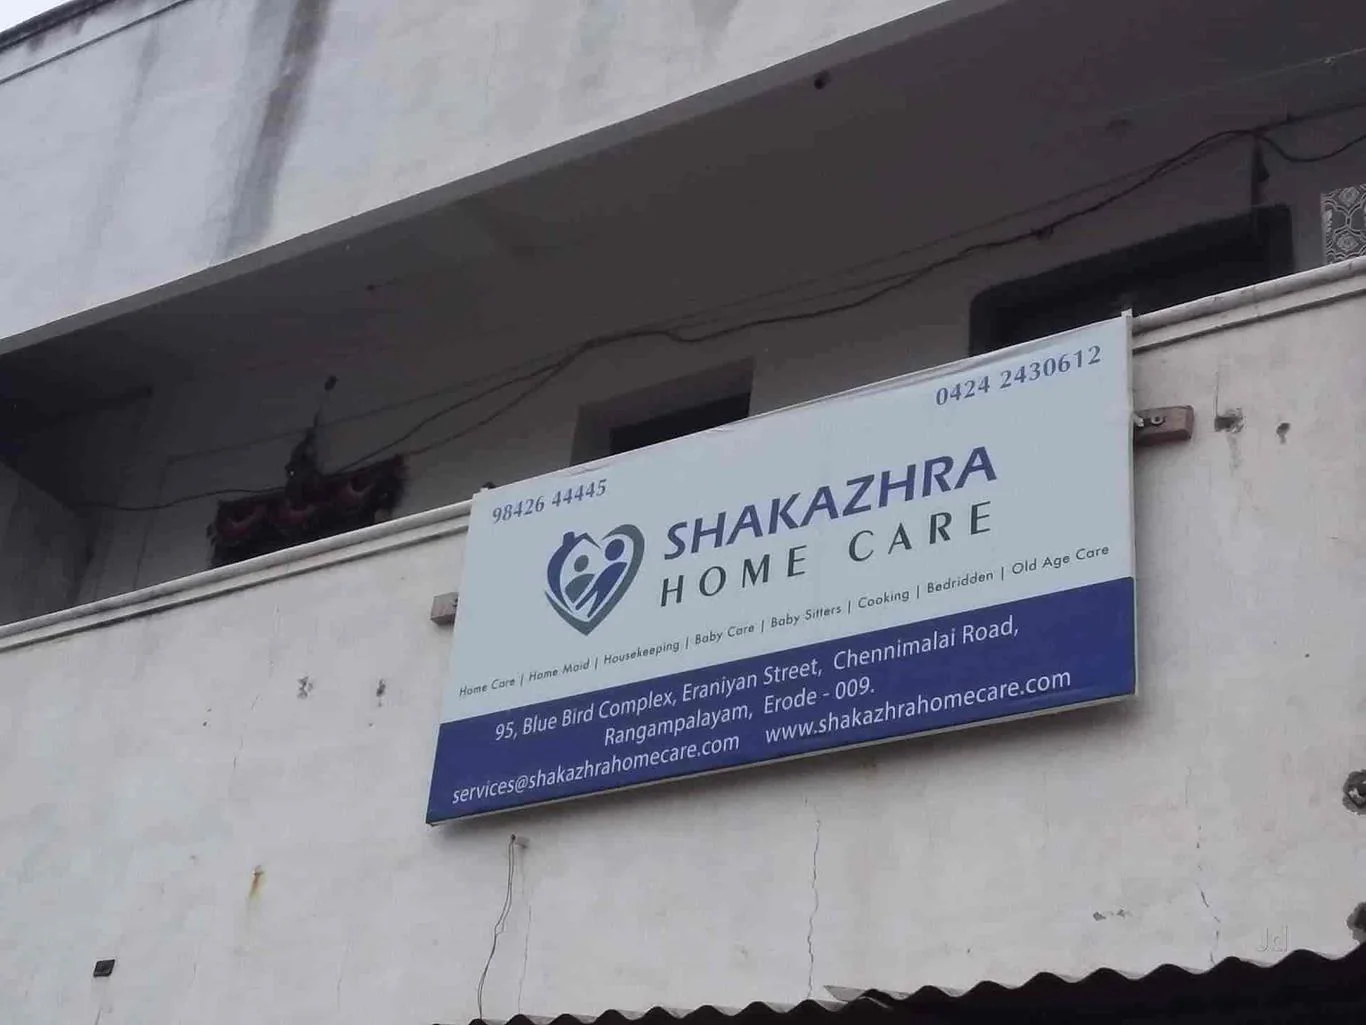 98426 44445
0424 2430612
SHAKAZHRA
HOME CARE
Home Care | Home Maid | Housekeeping | Baby Care | Baby Sitters | Cooking | Bedridden | Old Age Care
95, Blue Bird Complex, Eraniyan Street, Chennimalai Road,
Rangampalayam, Erode - 009.
services@shakazhrahomecare.com www.shakazhrahomecare.com
Jd